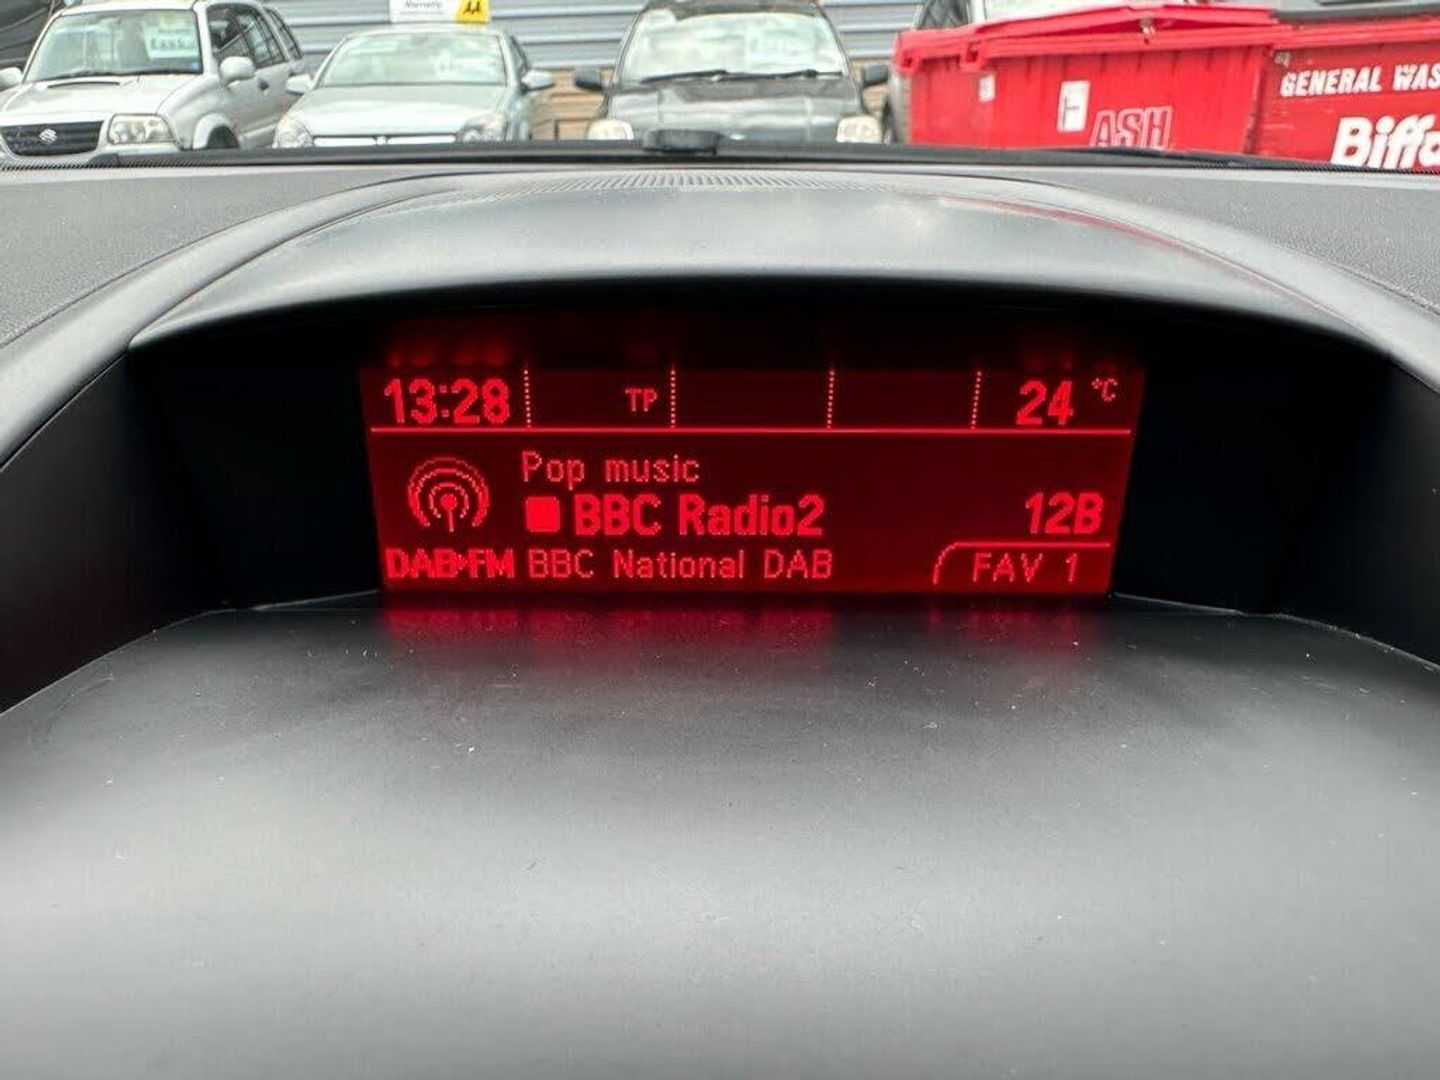 AA
ASH
GENERAL WAS
Biffa
13:28 TP 24 °C
Pop music
BBC Radio2 12B
DAB•FM BBC National DAB FAV 1